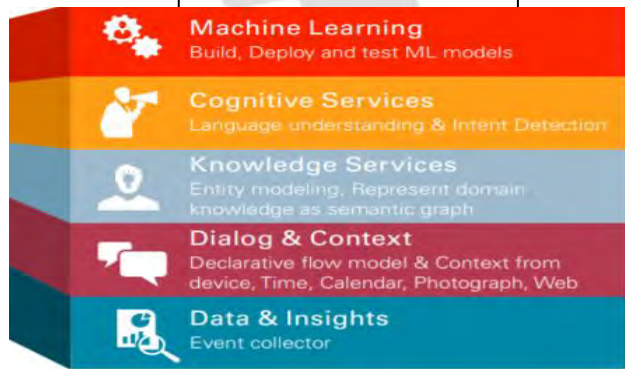 Machine Learning
Build, Deploy and test ML models
Cognitive Services
Language understanding & Intent Detection
Knowledge Services
Entity modeling, Represent domain
knowledge as semantic graph
Dialog & Context
Declarative flow model & Context from
device, Time, Calendar, Photograph, Web
Data & Insights
Event collector